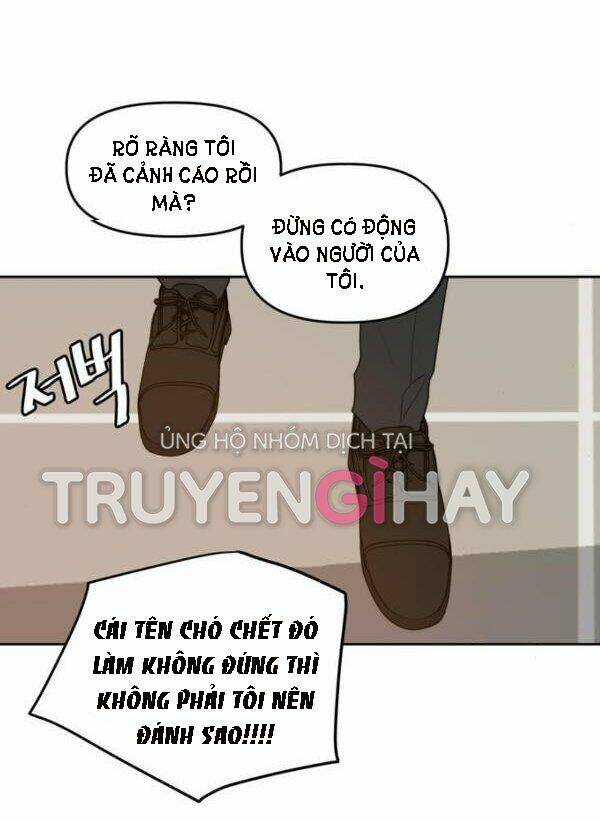 RÕ RÀNG TÔI
ĐÃ CẢNH CÁO RỒI
MÀ?
ĐỪNG CÓ ĐỘNG
VÀO NGƯỜI CỦA
TÔI.
저벅
ỦNG HỘ NHÓM DỊCH TẠI
TRUYENGIHAY
CÁI TÊN CHÓ CHẾT ĐÓ
LÀM KHÔNG ĐÚNG THÌ
KHÔNG PHẢI TÔI NÊN
ĐÁNH SAO!!!!